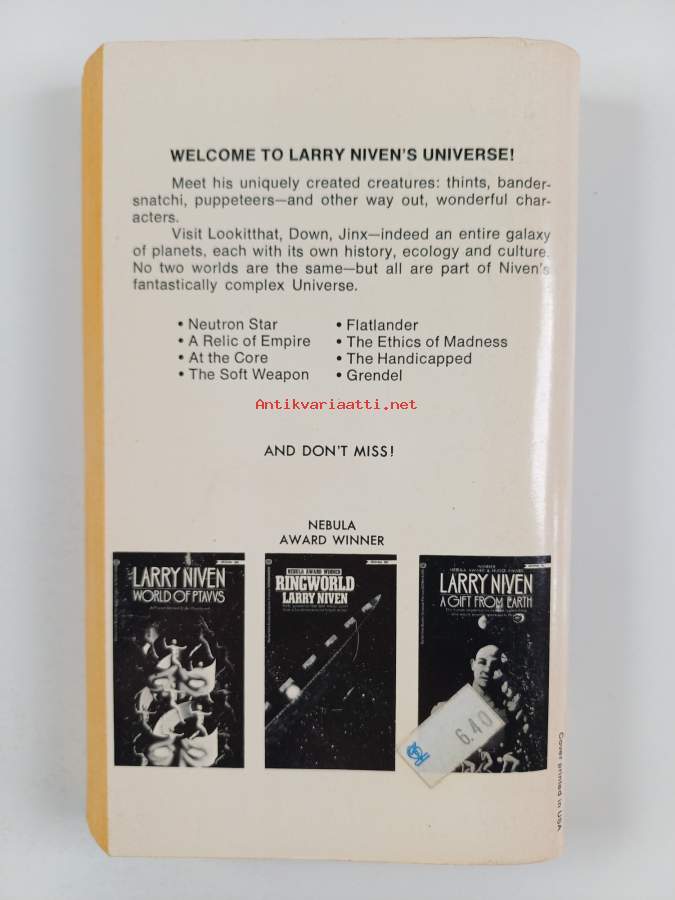 WELCOME TO LARRY NIVEN'S UNIVERSE!
Meet his uniquely created creatures: thints, bander-
snatchi, puppeteers—and other way out, wonderful char-
acters.
Visit Lookitthat, Down, Jinx—indeed an entire galaxy
of planets, each with its own history, ecology and culture.
No two worlds are the same—but all are part of Niven's
fantastically complex Universe.
• Neutron Star
• A Relic of Empire
• At the Core
• The Soft Weapon
• Flatlander
• The Ethics of Madness
• The Handicapped
• Grendel
Antikvariaatti.net
AND DON'T MISS!
NEBULA
AWARD WINNER
LARRY NIVEN
WORLD OF PTAVVS
NEBULA AWARD WINNER
RINGWORLD
LARRY NIVEN
LARRY NIVEN
A GIFT FROM EARTH
6.40
Cover printed in USA